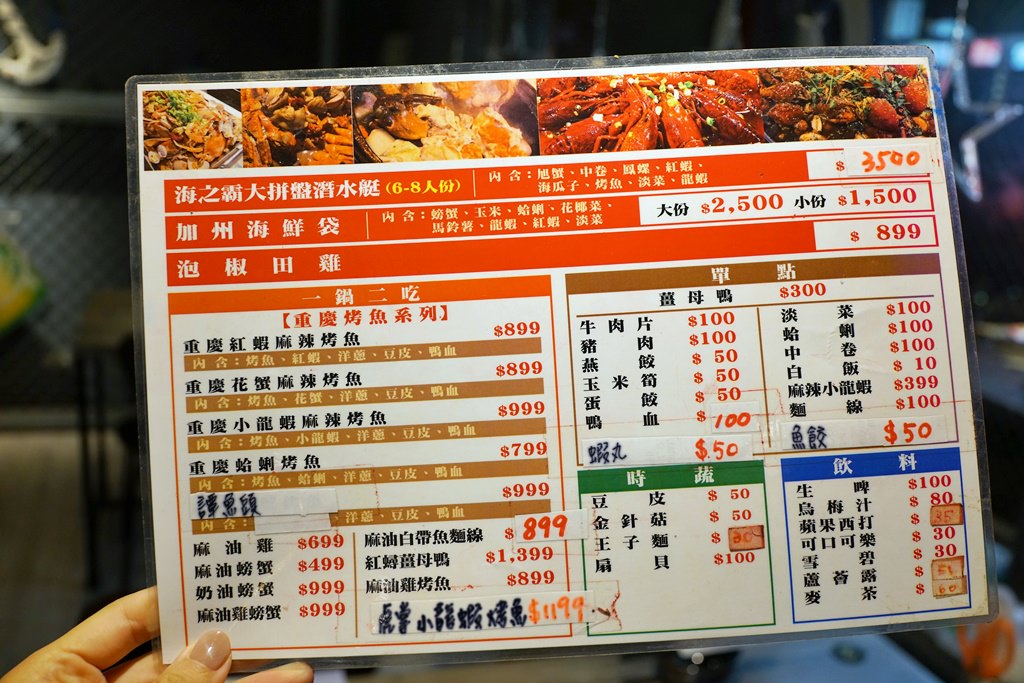 海之霸大拼盤潛水艇(6-8人份) 內含:旭蟹、中卷、鳳螺、紅蝦、 $ 3500
海瓜子、烤魚、淡菜、龍蝦
加州海鮮袋 內含:螃蟹、玉米、蛤蜊、花椰菜、 大份 $2,500 小份 $1,500
馬鈴薯、龍蝦、紅蝦、淡菜
泡椒田雞 $ 899
一鍋二吃
【重慶烤魚系列】
重慶紅蝦麻辣烤魚 $899
內含:烤魚、紅蝦、洋蔥、豆皮、鴨血
重慶花蟹麻辣烤魚 $899
內含:烤魚、花蟹、洋蔥、豆皮、鴨血
重慶小龍蝦麻辣烤魚 $999
內含:烤魚、小龍蝦、洋蔥、豆皮、鴨血
重慶蛤蜊烤魚 $799
內含:烤魚、蛤蜊、洋蔥、豆皮、鴨血
魚頭 $999
內含: 、洋蔥、豆皮、鴨血
麻油雞 $699
麻油螃蟹 $499
奶油螃蟹 $999
麻油雞螃蟹 $999
麻油白帶魚麵線 $ 899
紅蟳薑母鴨 $1,399
麻油雞烤魚 $899
小龍蝦烤魚 $1199
單點
薑母鴨 $300
牛肉片 $100
豬肉 $100
燕餃 $ 50
玉米筍 $ 50
蛋餃 $ 50
鴨血 $ 100
蝦丸 $.50
淡菜 $100
蛤蜊 $100
中卷 $100
白飯 $ 10
麻辣小龍蝦 $399
麵線 $100
魚餃 $50
時蔬
豆皮 $ 50
金針菇 $ 50
王子麵 $ 30
扇貝 $100
飲料
生啤 $100
烏梅汁 $ 80
蘋果西打 $ 35
可口可樂 $ 30
雪碧 $ 30
蘆薈露 $
麥茶 $